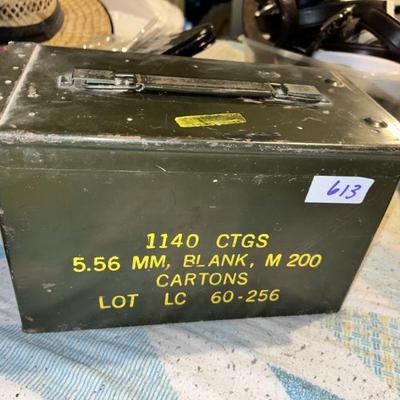 613
1140 CTGS
5.56 MM, BLANK, M 200
CARTONS
LOT LC 60-256